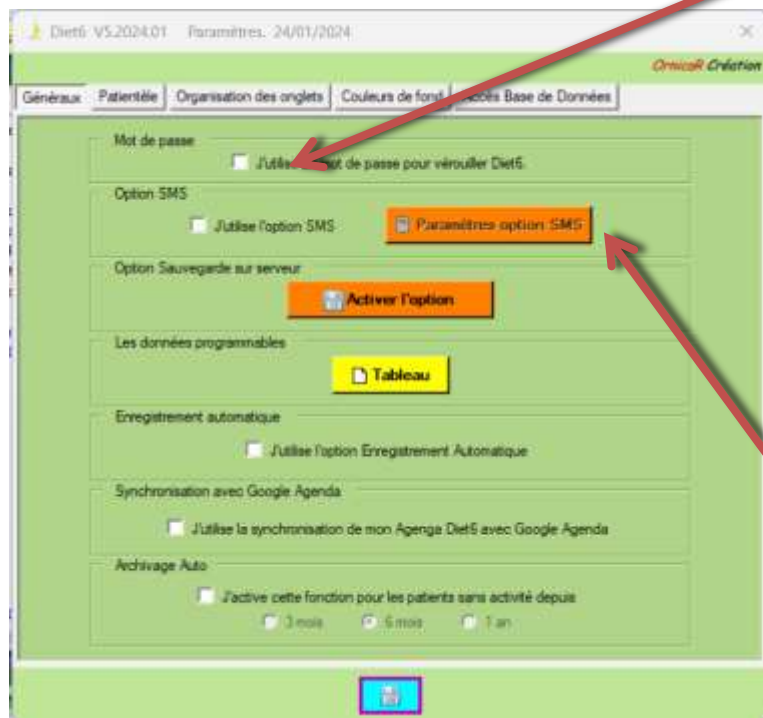 Diet6 V5.2024.01 Paramètres. 24/01/2024
OrnicaR Création
Généraux Patientèle Organisation des onglets Couleurs de fond Accès Base de Données
Mot de passe
J'utilise mot de passe pour vérouiller Diet6.
Option SMS
J'utilise l'option SMS Paramètres option SMS
Option Sauvegarde sur serveur
Activer l'option
Les données programmables
Tableau
Enregistrement automatique
J'utilise l'option Enregistrement Automatique
Synchronisation avec Google Agenda
J'utilise la synchronisation de mon Agenga Diet6 avec Google Agenda
Archivage Auto
J'active cette fonction pour les patients sans activité depuis
3 mois 6 mois 1 an